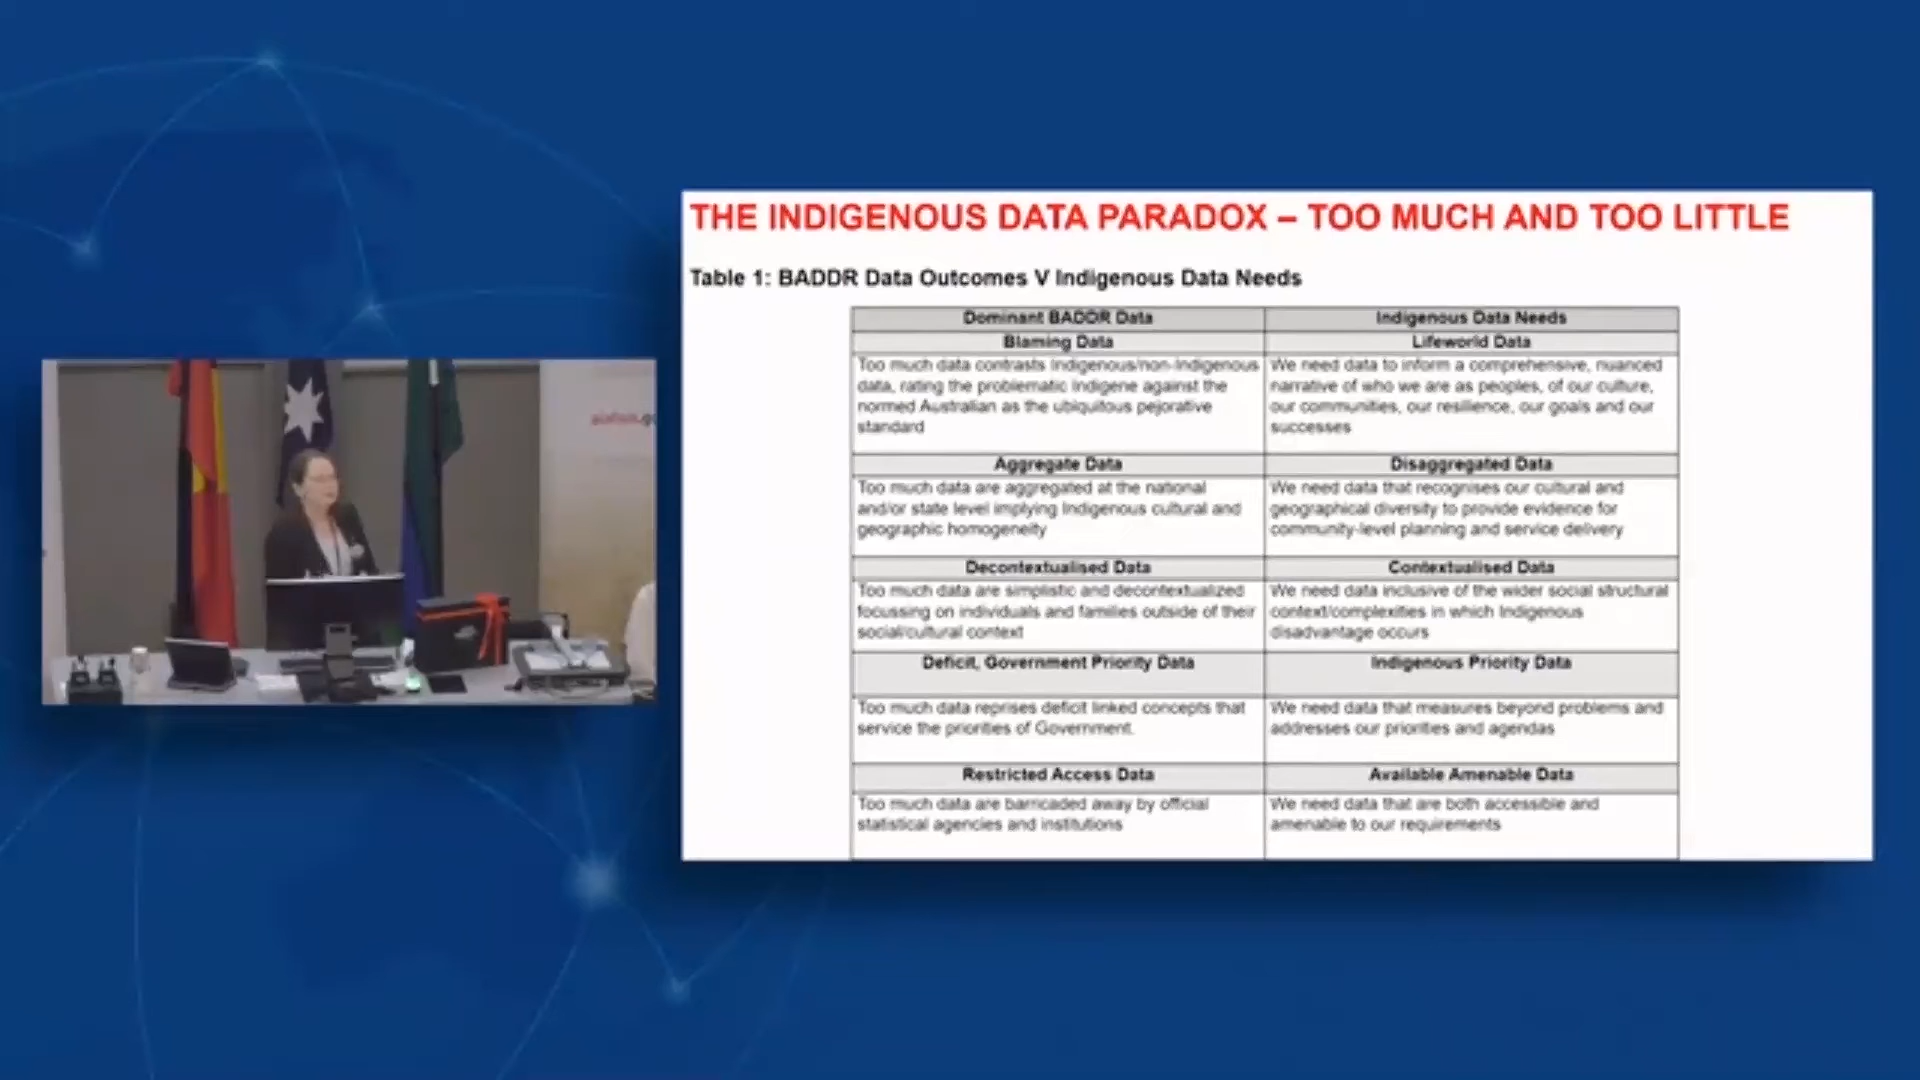 THE INDIGENOUS DATA PARADOX – TOO MUCH AND TOO LITTLE
Table 1: BADDR Data Outcomes V Indigenous Data Needs
Dominant BADDR Data
Indigenous Data Needs
Blaming Data
Lifeworld Data
Too much data contrasts Indigenous/non-Indigenous
data, rating the problematic Indigene against the
normed Australian as the ubiquitous pejorative
standard
We need data to inform a comprehensive, nuanced
narrative of who we are as peoples, of our culture,
our communities, our resilience, our goals and our
successes
Aggregate Data
Disaggregated Data
Too much data are aggregated at the national
and/or state level implying Indigenous cultural and
geographic homogeneity
We need data that recognises our cultural and
geographical diversity to provide evidence for
community-level planning and service delivery
Decontextualised Data
Contextualised Data
Too much data are simplistic and decontextualized
focussing on individuals and families outside of their
social/cultural context
We need data inclusive of the wider social structural
context/complexities in which Indigenous
disadvantage occurs
Deficit, Government Priority Data
Indigenous Priority Data
Too much data reprises deficit linked concepts that
service the priorities of Government.
We need data that measures beyond problems and
addresses our priorities and agendas
Restricted Access Data
Available Amenable Data
Too much data are barricaded away by official
statistical agencies and institutions
We need data that are both accessible and
amenable to our requirements